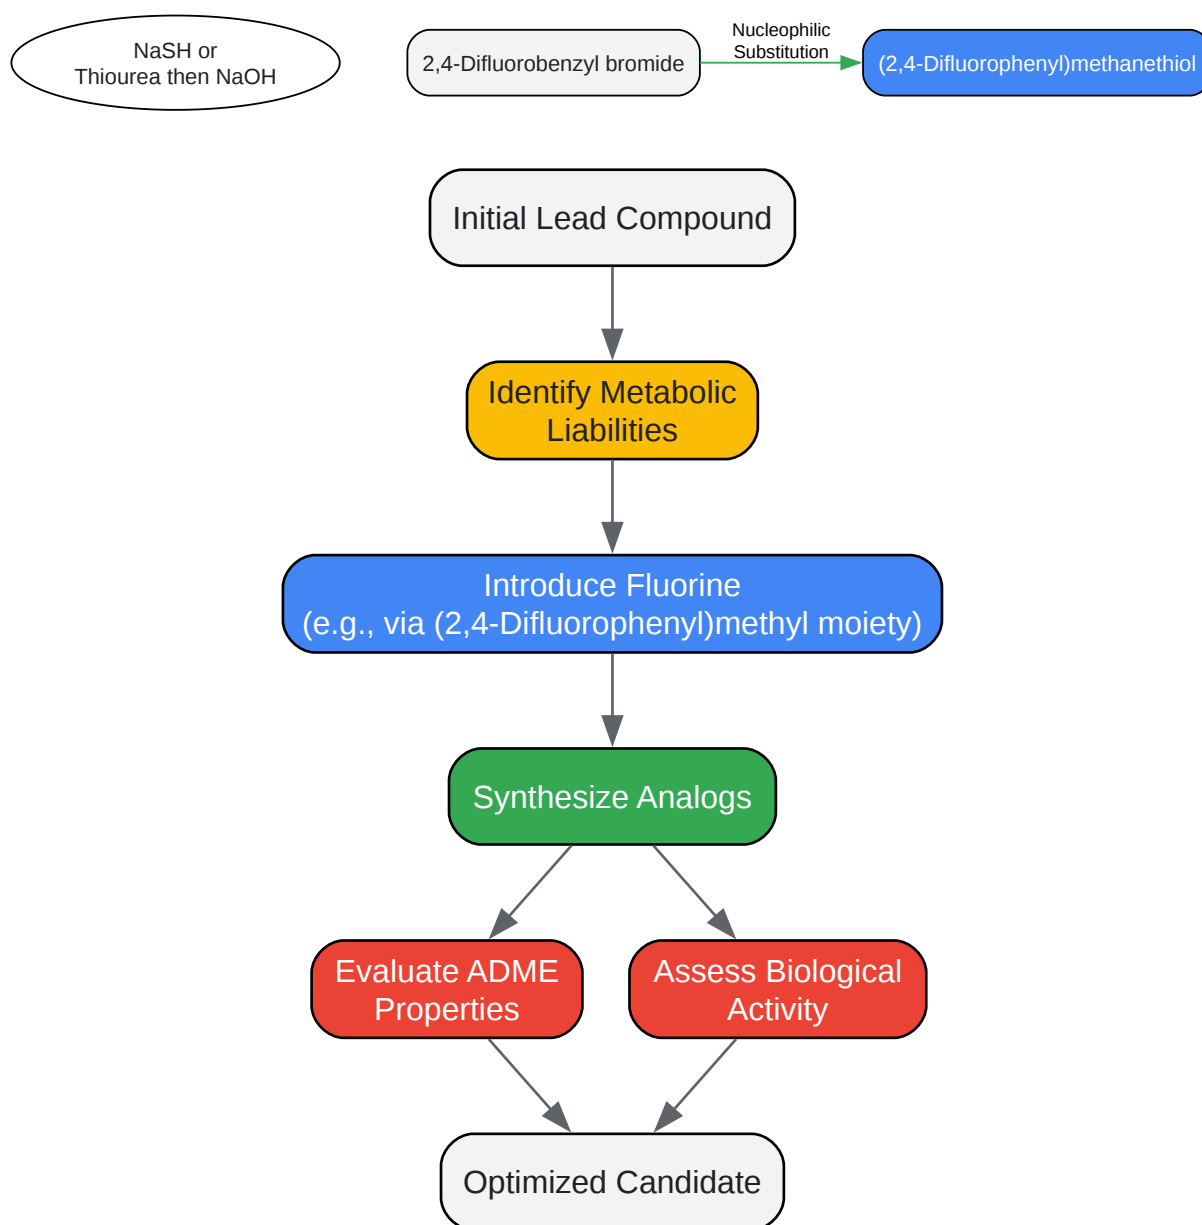 NaSH or
Thiourea then NaOH
2,4-Difluorobenzyl bromide
Nucleophilic
Substitution
(2,4-Difluorophenyl)methanethiol
Initial Lead Compound
Identify Metabolic
Liabilities
Introduce Fluorine
(e.g., via (2,4-Difluorophenyl)methyl moiety)
Synthesize Analogs
Evaluate ADME
Properties
Assess Biological
Activity
Optimized Candidate